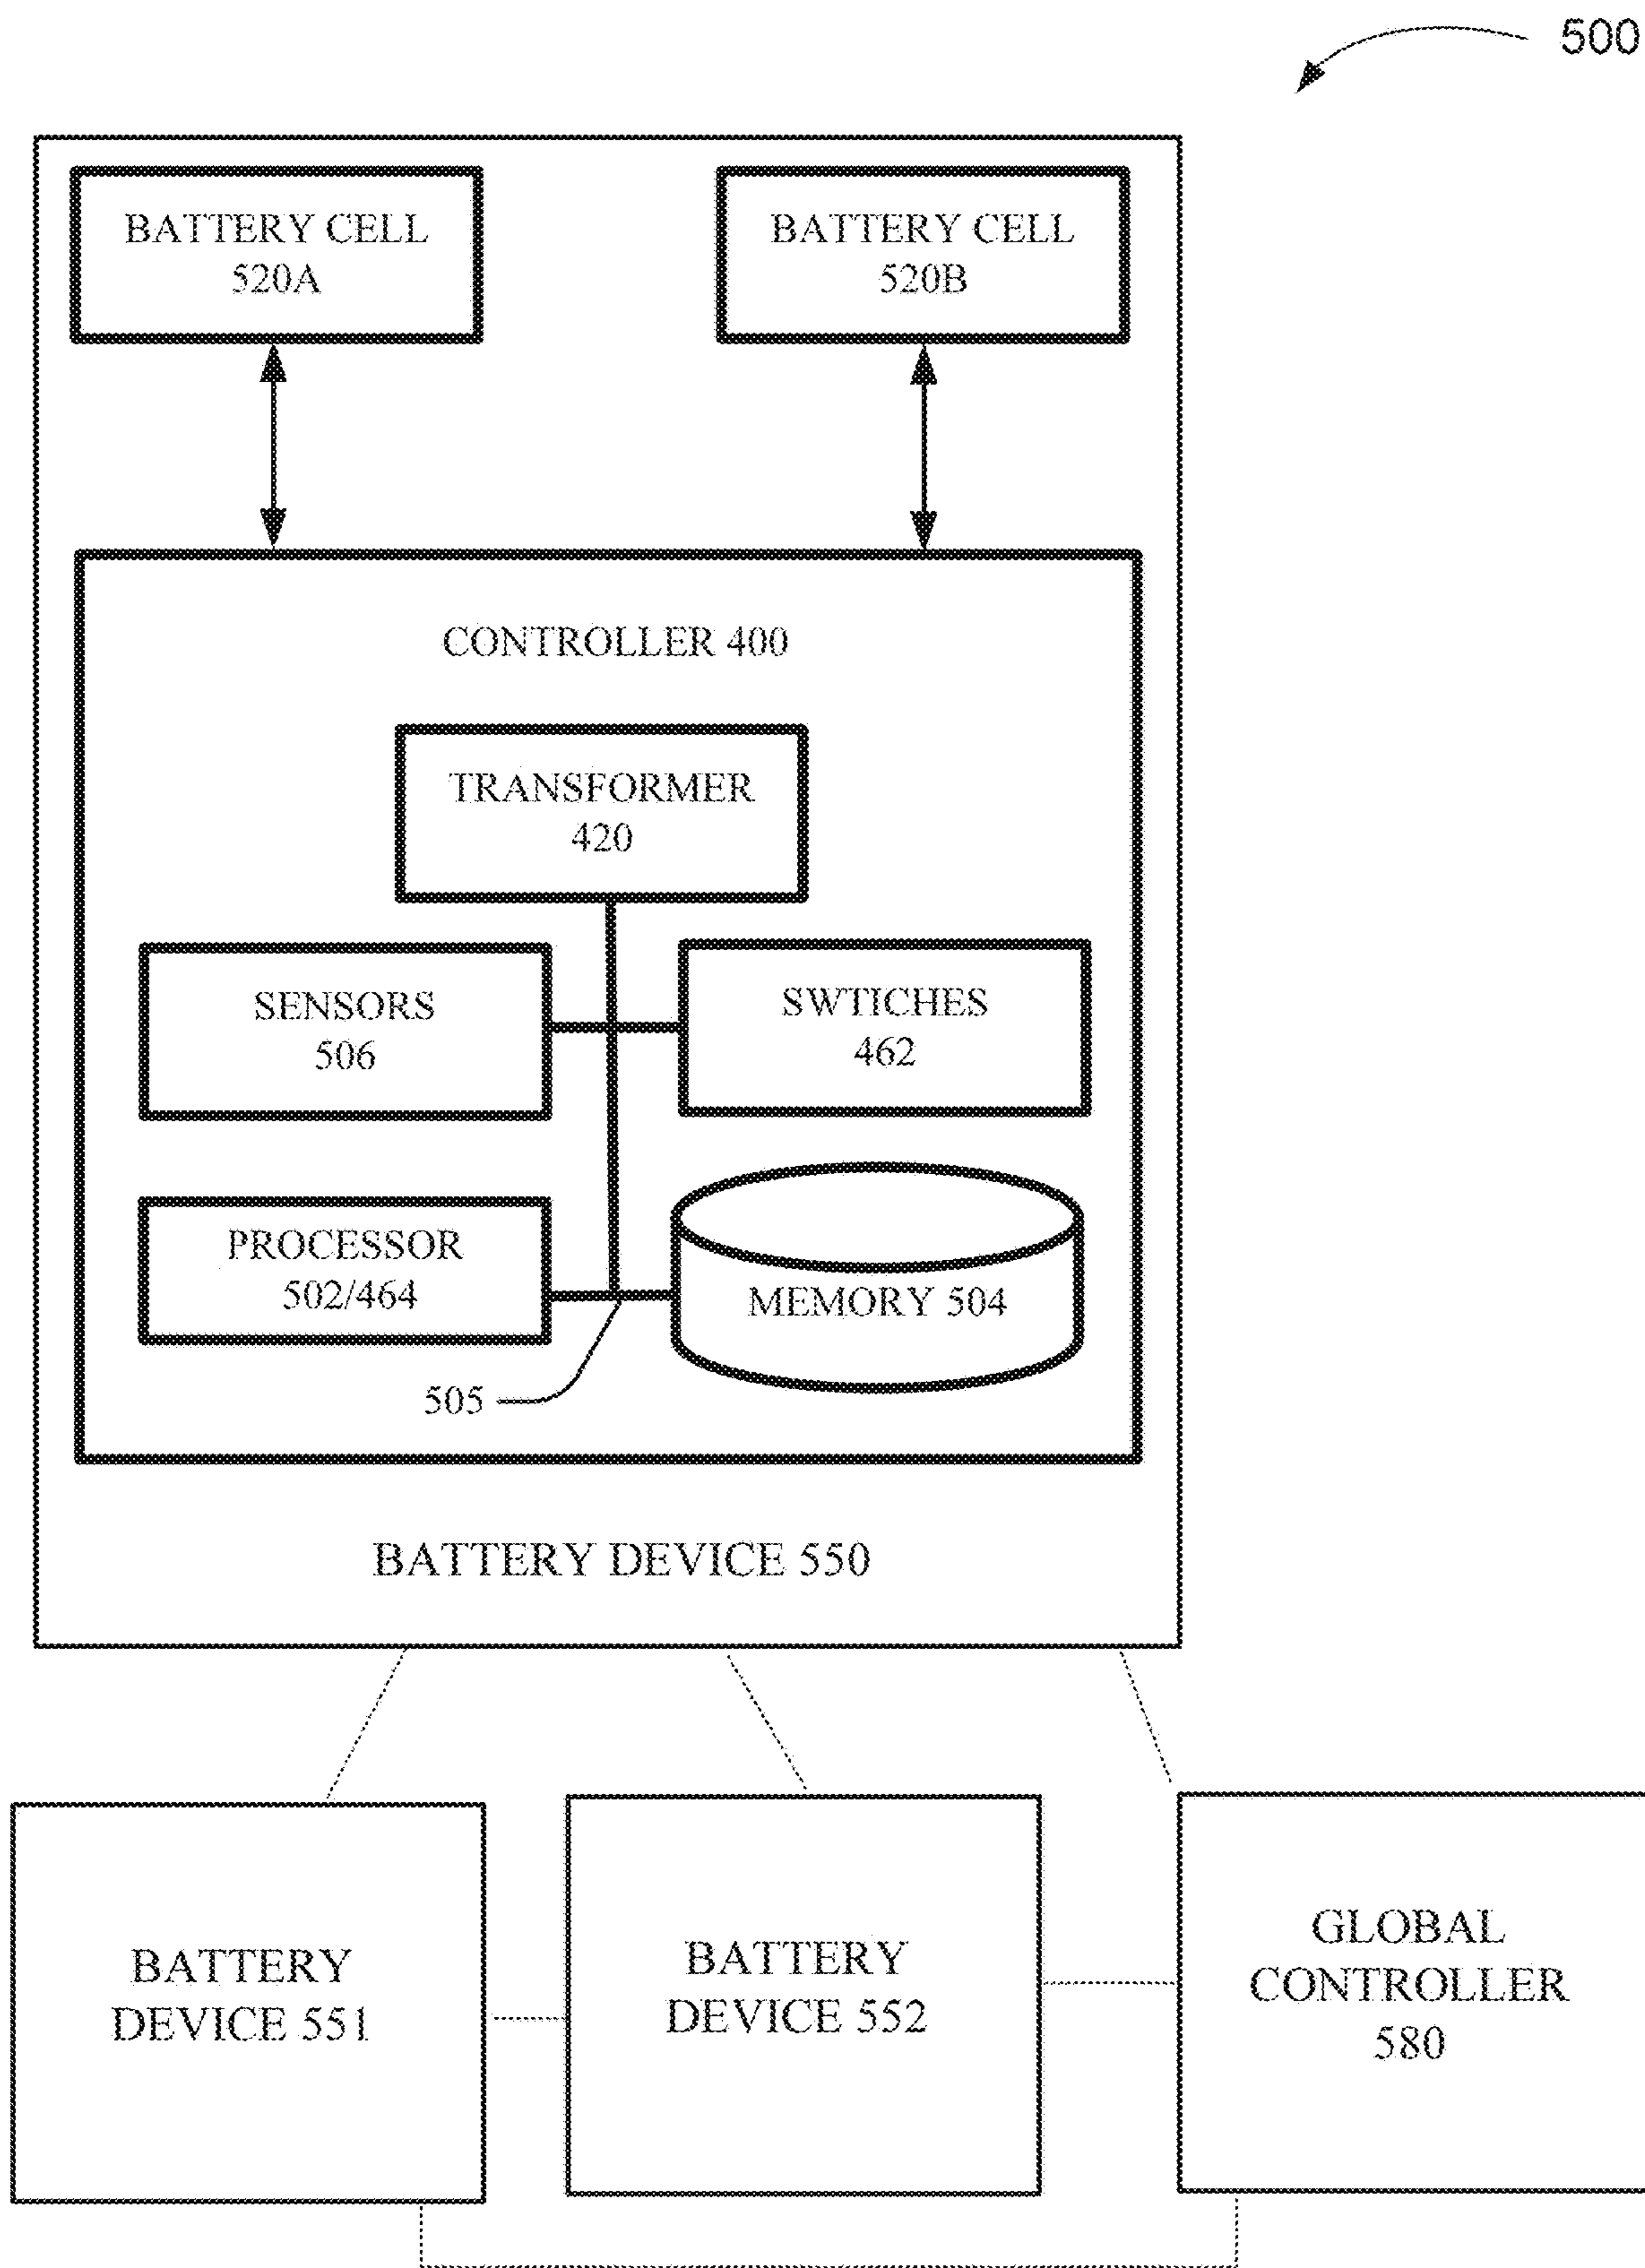 500
BATTERY CELL
520A
BATTERY CELL
520B
CONTROLLER 400
TRANSFORMER
420
SENSORS
506
SWTICHES
462
PROCESSOR
502/464
MEMORY 504
505
BATTERY DEVICE 550
BATTERY
DEVICE 551
BATTERY
DEVICE 552
GLOBAL
CONTROLLER
580